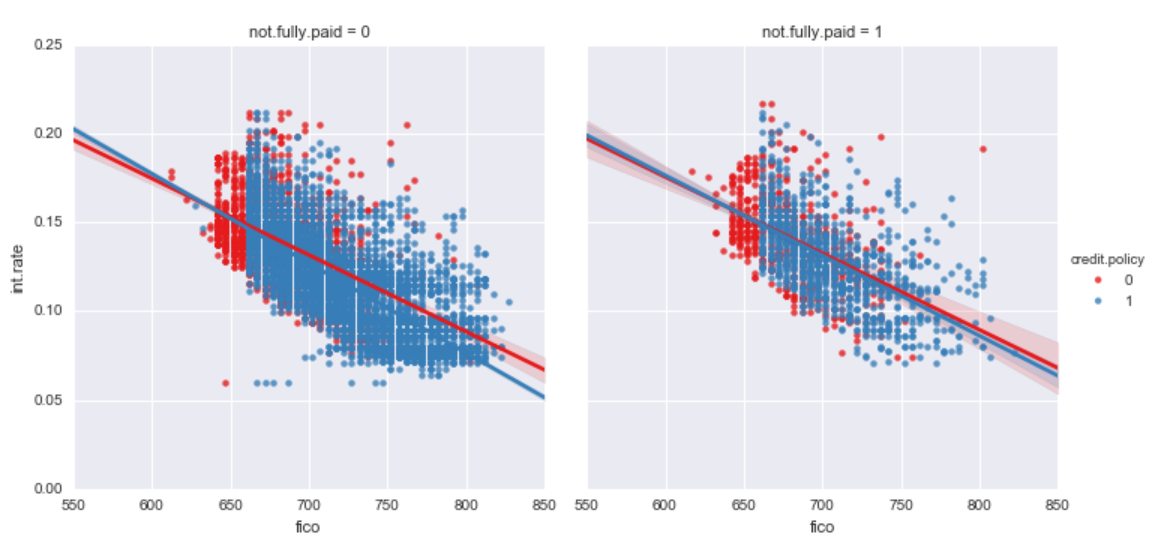 not.fully.paid = 0
not.fully.paid = 1
0.25
0.20
0.15
0.10
0.05
0.00
int.rate
550 600 650 700 750 800 850
fico
550 600 650 700 750 800 850
fico
credit.policy
0
1